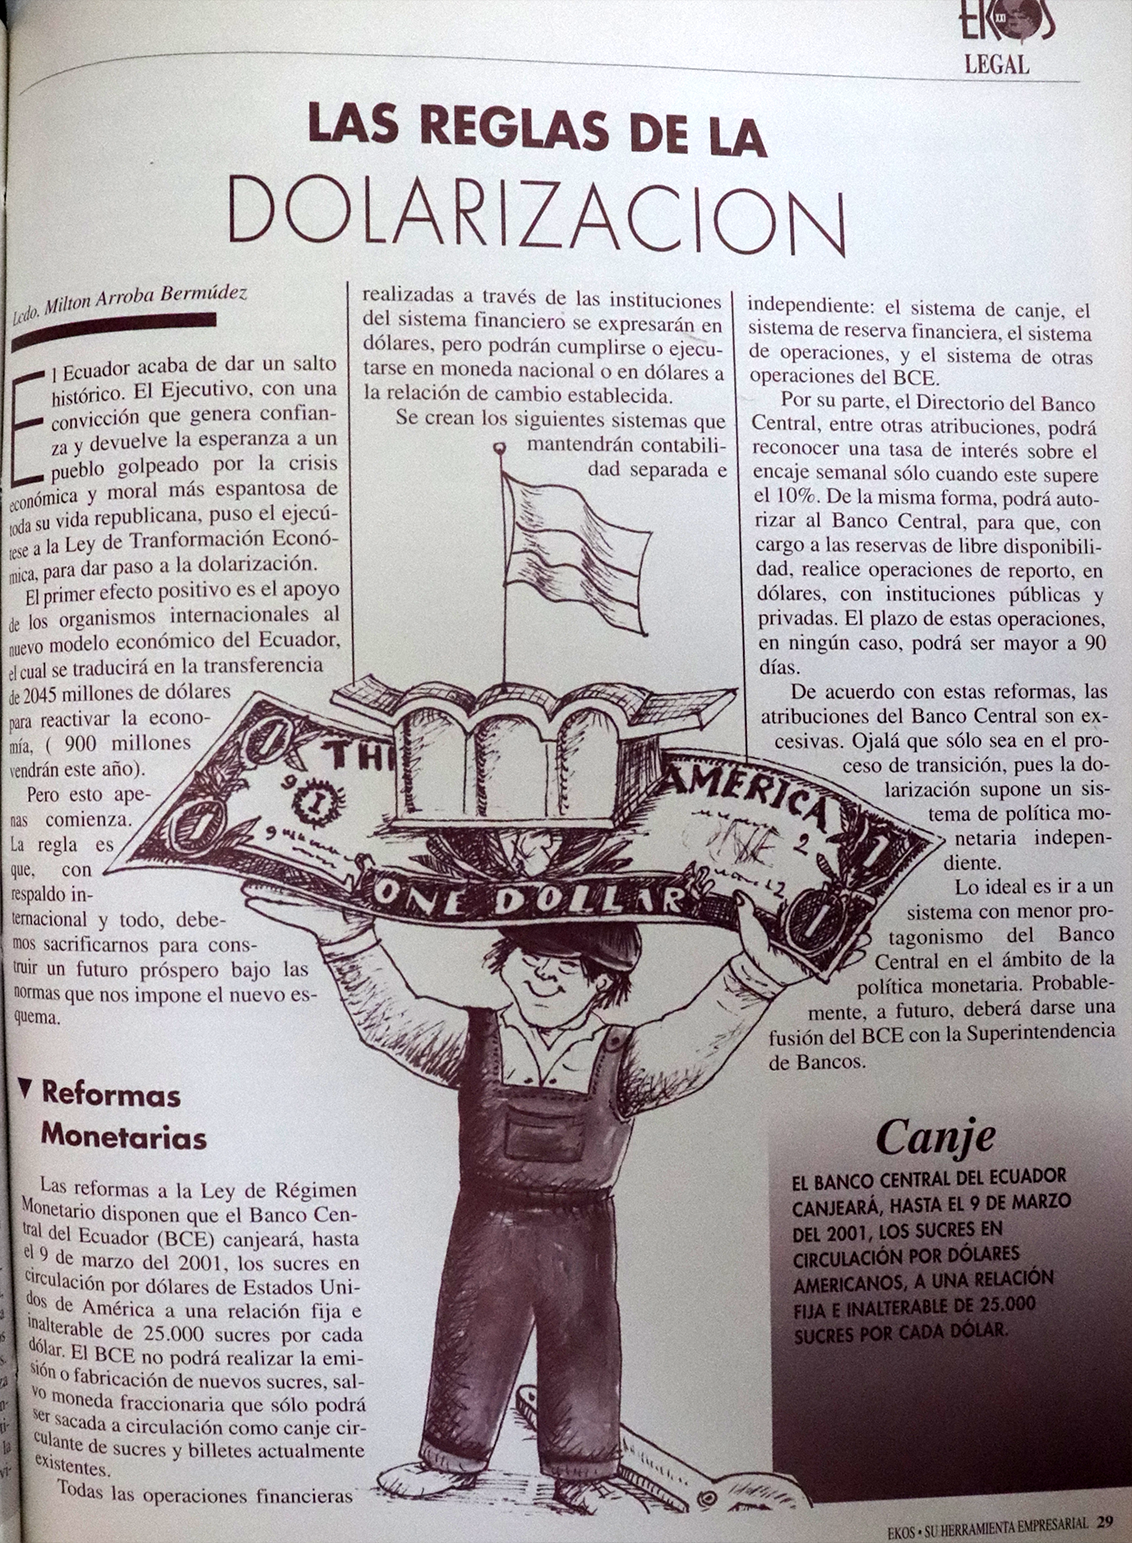 EKOS
LEGAL
LAS REGLAS DE LA
DOLARIZACION
Lcdo. Milton Arroba Bermúdez
El Ecuador acaba de dar un salto
histórico. El Ejecutivo, con una
convicción que genera confian-
za y devuelve la esperanza a un
pueblo golpeado por la crisis
económica y moral más espantosa de
toda su vida republicana, puso el ejecú-
tese a la Ley de Tranformación Econó-
mica, para dar paso a la dolarización.
El primer efecto positivo es el apoyo
de los organismos internacionales al
nuevo modelo económico del Ecuador,
el cual se traducirá en la transferencia
de 2045 millones de dólares
para reactivar la econo-
mía, ( 900 millones
vendrán este año).
Pero esto ape-
nas comienza.
La regla es
que, con
respaldo in-
ternacional y todo, debe-
mos sacrificarnos para cons-
truir un futuro próspero bajo las
normas que nos impone el nuevo es-
quema.
▼ Reformas
Monetarias
Las reformas a la Ley de Régimen
Monetario disponen que el Banco Cen-
tral del Ecuador (BCE) canjeará, hasta
el 9 de marzo del 2001, los sucres en
circulación por dólares de Estados Uni-
dos de América a una relación fija e
inalterable de 25.000 sucres por cada
dólar. El BCE no podrá realizar la emi-
sión o fabricación de nuevos sucres, sal-
vo moneda fraccionaria que sólo podrá
ser sacada a circulación como canje cir-
culante de sucres y billetes actualmente
existentes.
Todas las operaciones financieras
realizadas a través de las instituciones
del sistema financiero se expresarán en
dólares, pero podrán cumplirse o ejecu-
tarse en moneda nacional o en dólares a
la relación de cambio establecida.
Se crean los siguientes sistemas que
mantendrán contabili-
dad separada e
independiente: el sistema de canje, el
sistema de reserva financiera, el sistema
de operaciones, y el sistema de otras
operaciones del BCE.
Por su parte, el Directorio del Banco
Central, entre otras atribuciones, podrá
reconocer una tasa de interés sobre el
encaje semanal sólo cuando este supere
el 10%. De la misma forma, podrá auto-
rizar al Banco Central, para que, con
cargo a las reservas de libre disponibili-
dad, realice operaciones de reporto, en
dólares, con instituciones públicas y
privadas. El plazo de estas operaciones,
en ningún caso, podrá ser mayor a 90
días.
De acuerdo con estas reformas, las
atribuciones del Banco Central son ex-
cesivas. Ojalá que sólo sea en el pro-
ceso de transición, pues la do-
larización supone un sis-
tema de política mo-
netaria indepen-
diente.
Lo ideal es ir a un
sistema con menor pro-
tagonismo del Banco
Central en el ámbito de la
política monetaria. Probable-
mente, a futuro, deberá darse una
fusión del BCE con la Superintendencia
de Bancos.
1 THE AMERICA 1
9 1 2
1 ONE DOLLAR 1
Canje
EL BANCO CENTRAL DEL ECUADOR
CANJEARÁ, HASTA EL 9 DE MARZO
DEL 2001, LOS SUCRES EN
CIRCULACIÓN POR DÓLARES
AMERICANOS, A UNA RELACIÓN
FIJA E INALTERABLE DE 25.000
SUCRES POR CADA DÓLAR.
EKOS • SU HERRAMIENTA EMPRESARIAL 29